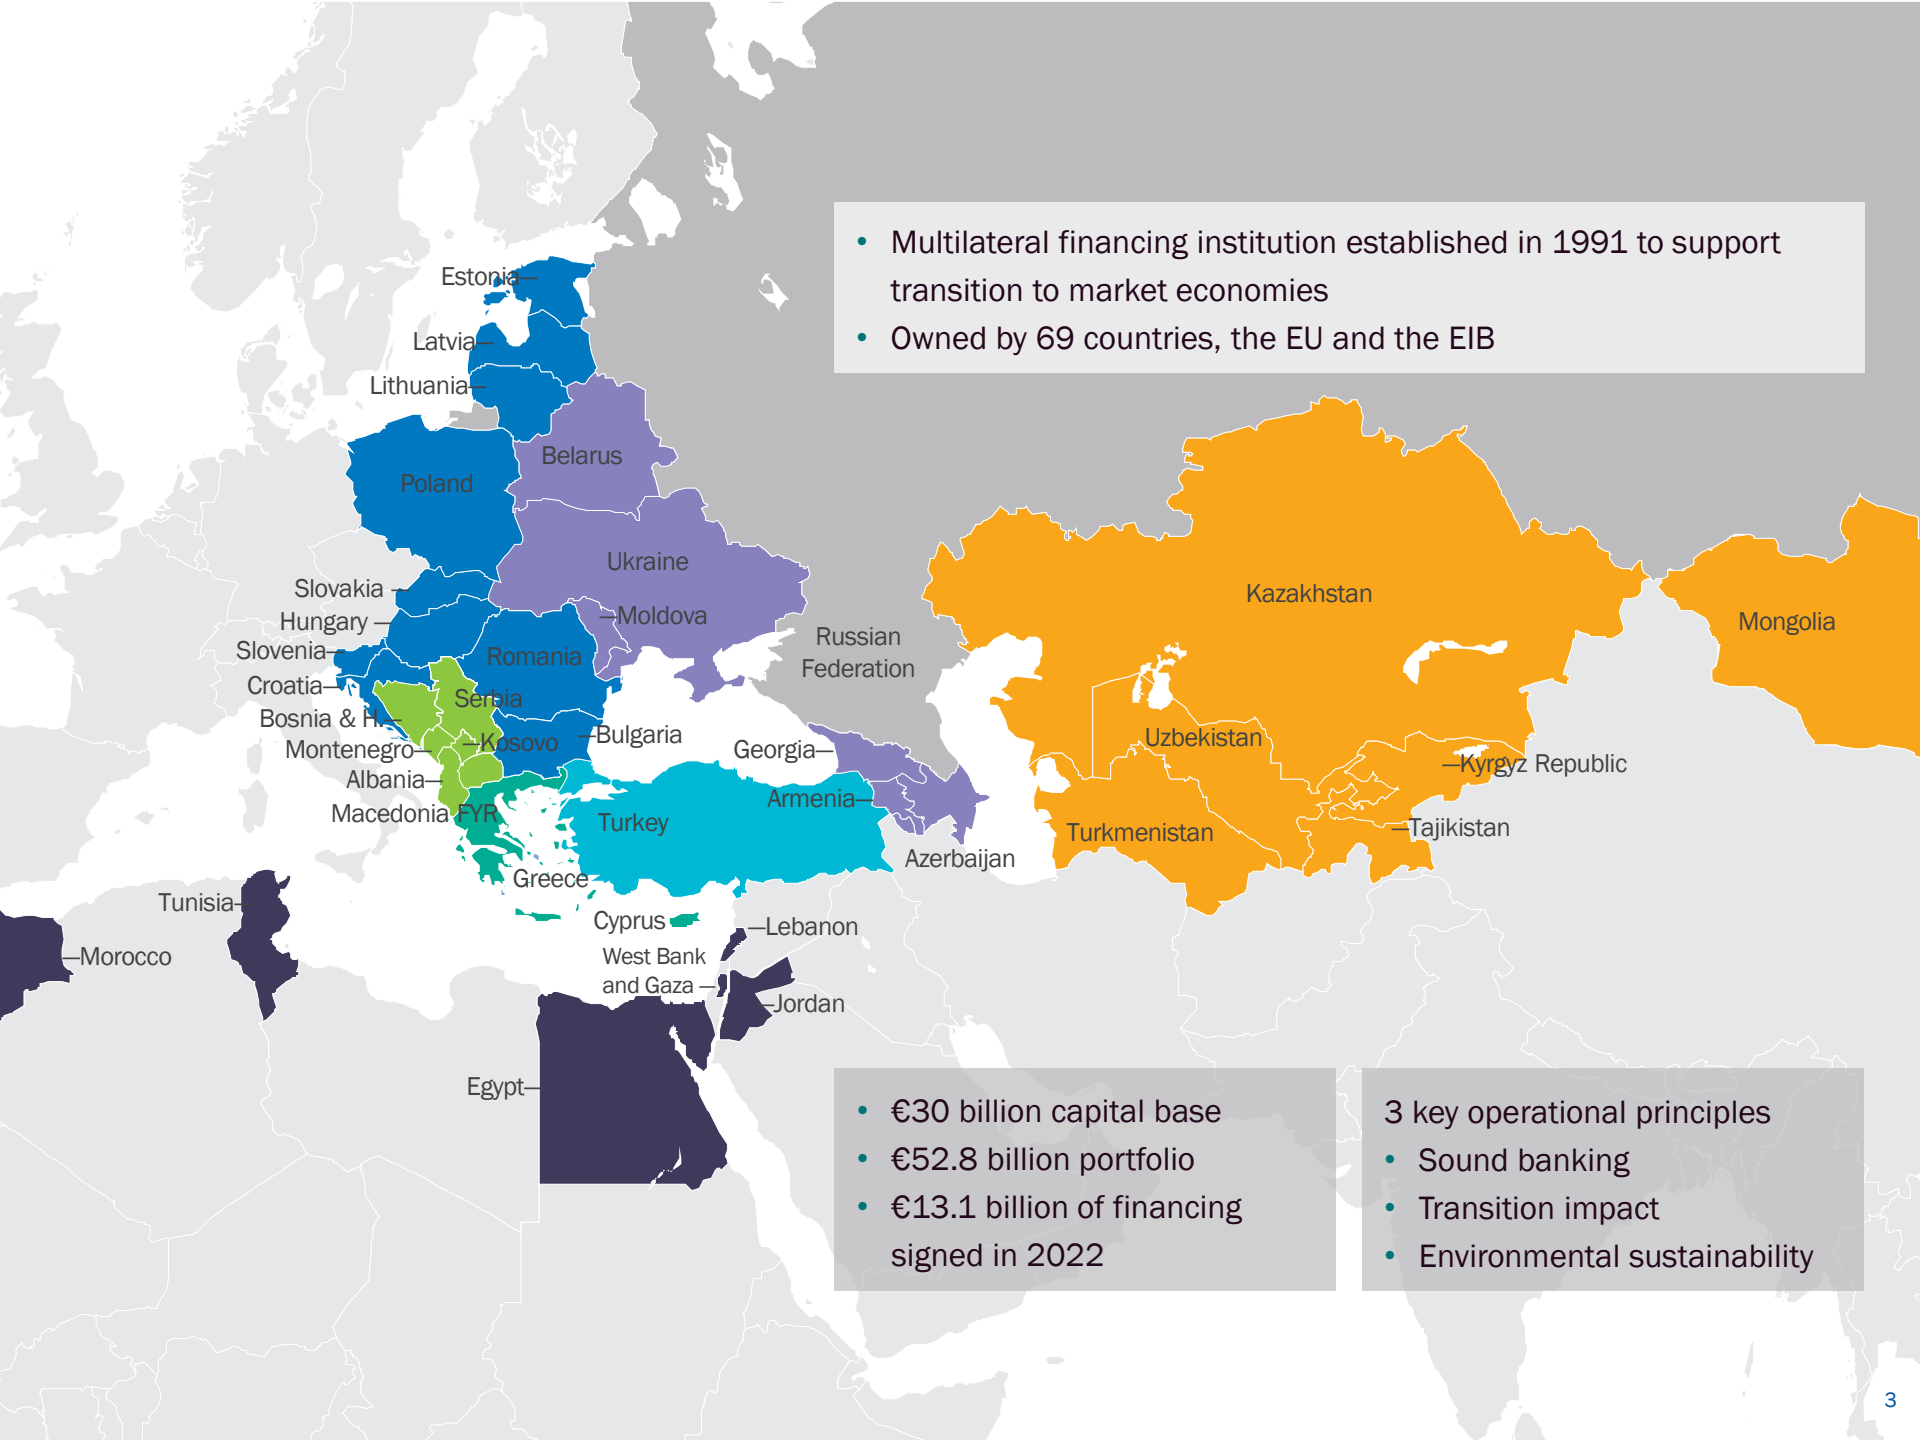 • Multilateral financing institution established in 1991 to support
transition to market economies
• Owned by 69 countries, the EU and the EIB
Estonia
Latvia
Lithuania
Belarus
Poland
Ukraine
Slovakia
Kazakhstan
Moldova
Hungary
Mongolia
Russian
Federation
Slovenia
Romania
Croatia
Serbia
Bosnia & H.
Bulgaria
Uzbekistan
Kosovo
Montenegro
Georgia
Kyrgyz Republic
Albania
Armenia
Macedonia FYR
Turkey
Turkmenistan
Tajikistan
Azerbaijan
Greece
Tunisia
Cyprus
Lebanon
Morocco
West Bank
and Gaza
Jordan
Egypt
• €30 billion capital base
• €52.8 billion portfolio
• €13.1 billion of financing
signed in 2022
3 key operational principles
• Sound banking
• Transition impact
• Environmental sustainability
3